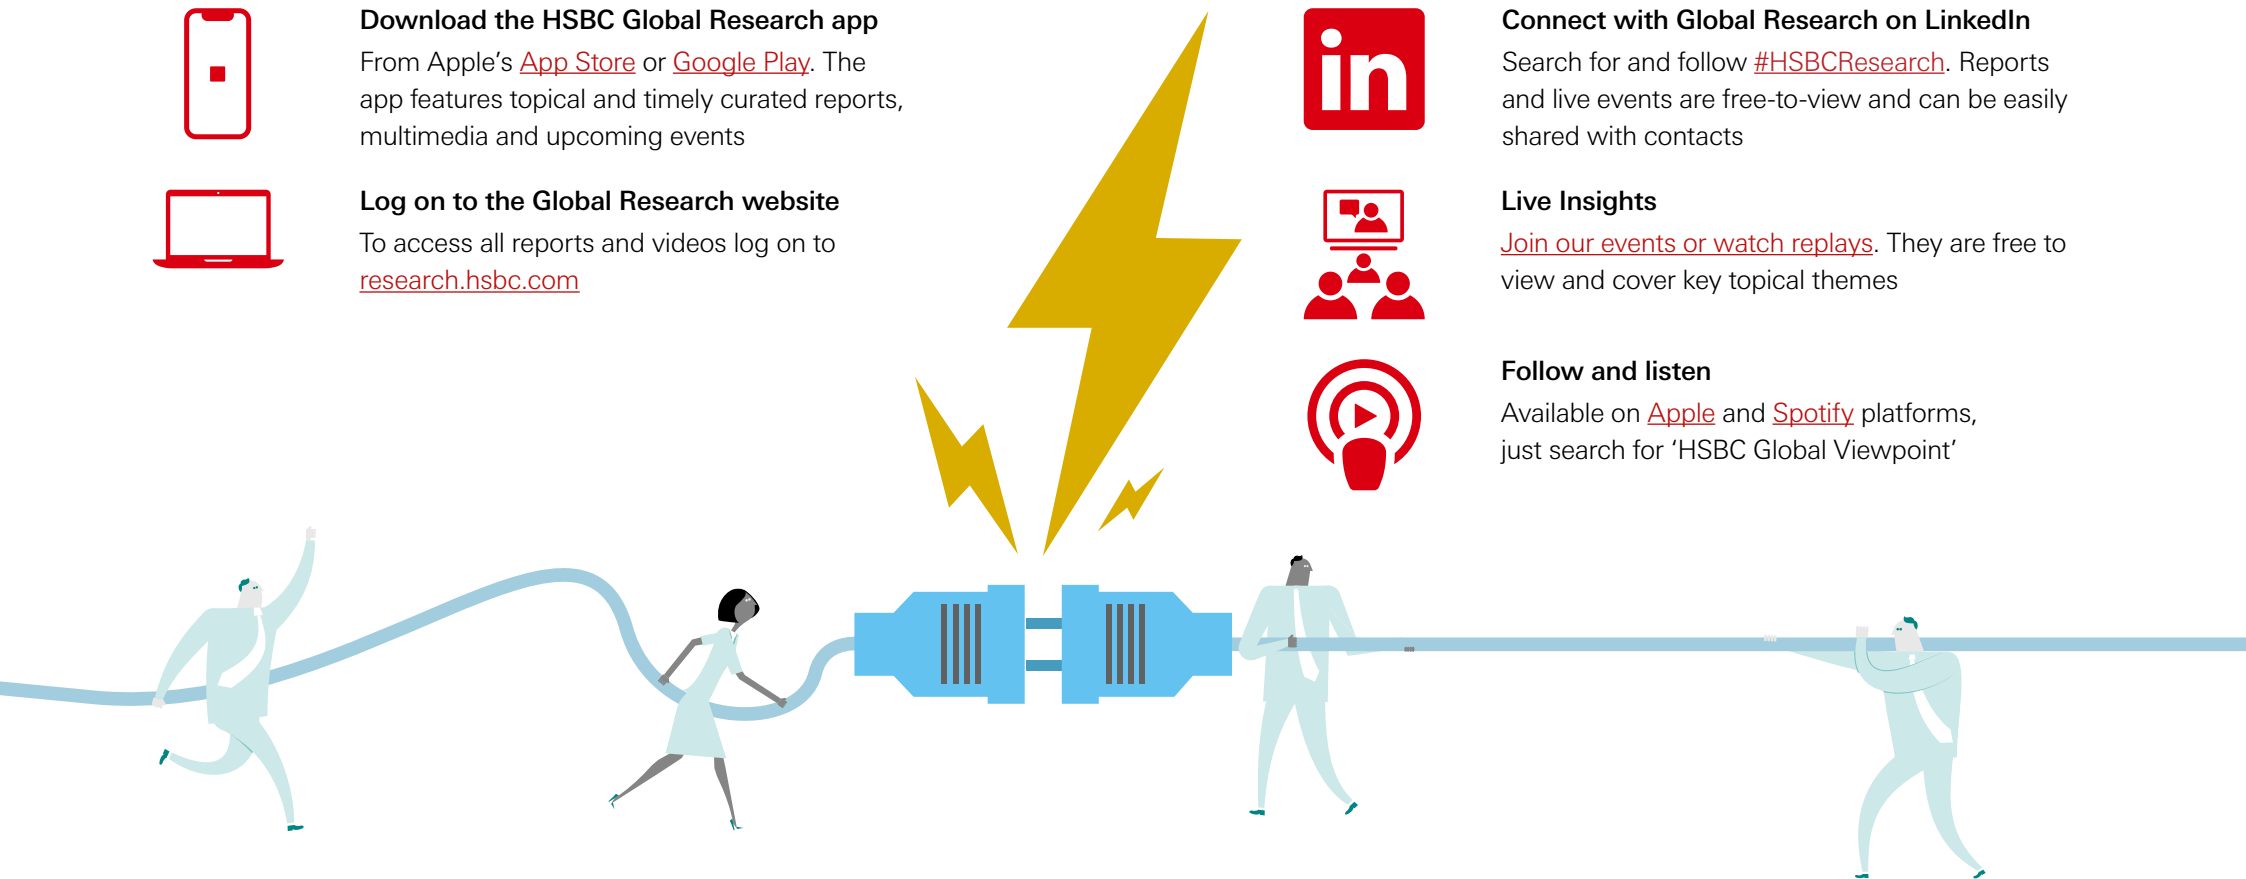 Download the HSBC Global Research app
From Apple's App Store or Google Play. The
app features topical and timely curated reports,
multimedia and upcoming events
Log on to the Global Research website
To access all reports and videos log on to
research.hsbc.com
in
Connect with Global Research on LinkedIn
Search for and follow #HSBCResearch. Reports
and live events are free-to-view and can be easily
shared with contacts
Live Insights
Join our events or watch replays. They are free to
view and cover key topical themes
Follow and listen
Available on Apple and Spotify platforms,
just search for ‘HSBC Global Viewpoint’